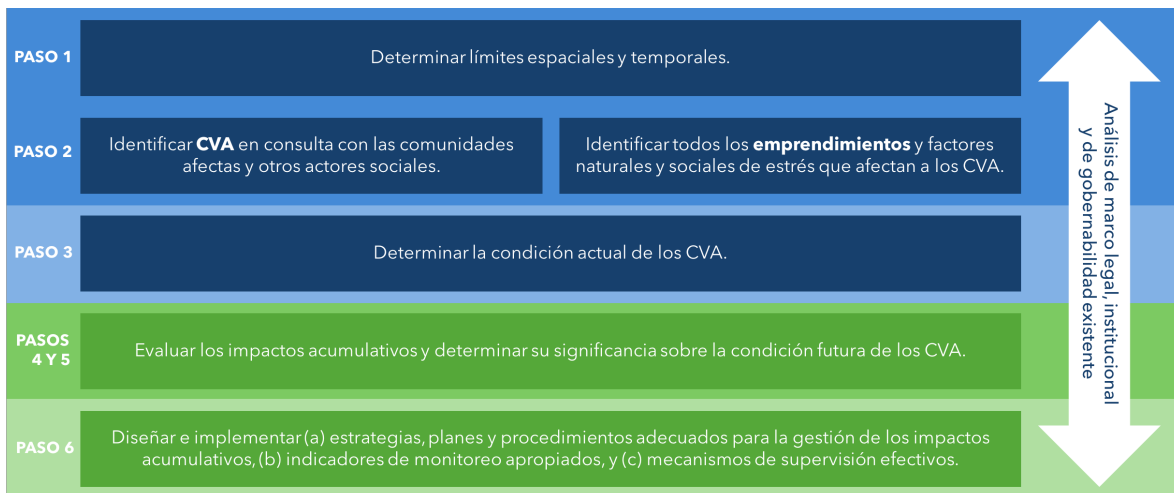 PASO 1
Determinar límites espaciales y temporales.
PASO 2
Identificar CVA en consulta con las comunidades
afectas y otros actores sociales.
Identificar todos los emprendimientos y factores
naturales y sociales de estrés que afectan a los CVA.
PASO 3
Determinar la condición actual de los CVA.
PASOS
4 Y 5
Evaluar los impactos acumulativos y determinar su significancia sobre la condición futura de los CVA.
PASO 6
Diseñar e implementar (a) estrategias, planes y procedimientos adecuados para la gestión de los impactos
acumulativos, (b) indicadores de monitoreo apropiados, y (c) mecanismos de supervisión efectivos.
Análisis de marco legal, institucional
y de gobernabilidad existente